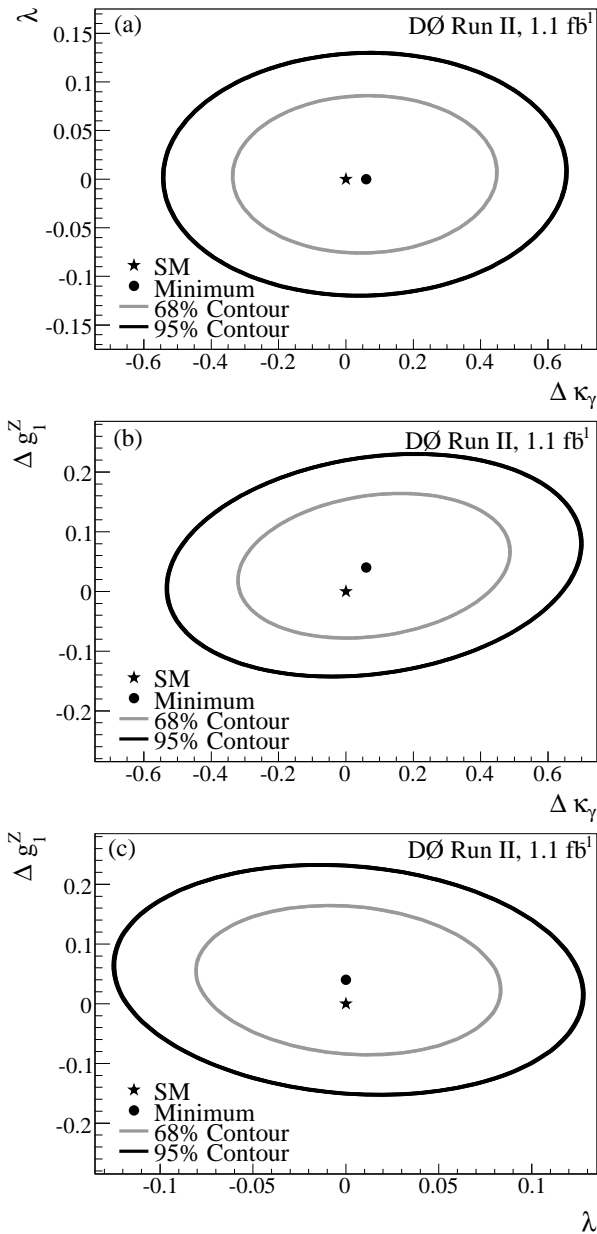 λ
(a) DØ Run II, 1.1 fb⁻¹
0.15
0.1
0.05
0
-0.05
-0.1
-0.15
SM
Minimum
68% Contour
95% Contour
-0.6 -0.4 -0.2 0 0.2 0.4 0.6
Δ κγ
Δ g₁ᶻ
(b) DØ Run II, 1.1 fb⁻¹
0.2
0.1
0
-0.1
-0.2
SM
Minimum
68% Contour
95% Contour
-0.6 -0.4 -0.2 0 0.2 0.4 0.6
Δ κγ
Δ g₁ᶻ
(c) DØ Run II, 1.1 fb⁻¹
0.2
0.1
0
-0.1
-0.2
SM
Minimum
68% Contour
95% Contour
-0.1 -0.05 0 0.05 0.1
λ